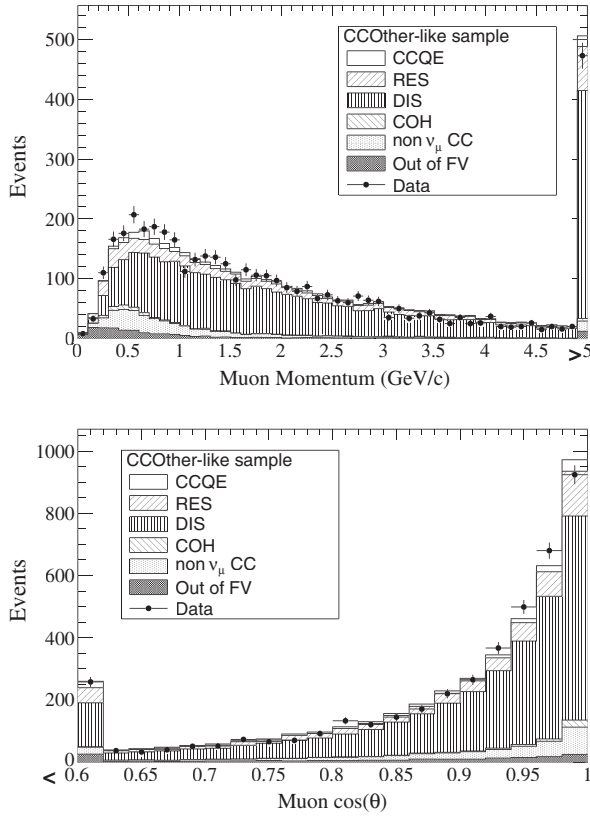 500
400
300
200
100
0
Events
CCOther-like sample
CCQE
RES
DIS
COH
non νμ CC
Out of FV
Data
0 0.5 1 1.5 2 2.5 3 3.5 4 4.5 > 5
Muon Momentum (GeV/c)
1000
800
600
400
200
0
Events
CCOther-like sample
CCQE
RES
DIS
COH
non νμ CC
Out of FV
Data
< 0.6 0.65 0.7 0.75 0.8 0.85 0.9 0.95 1
Muon cos(θ)